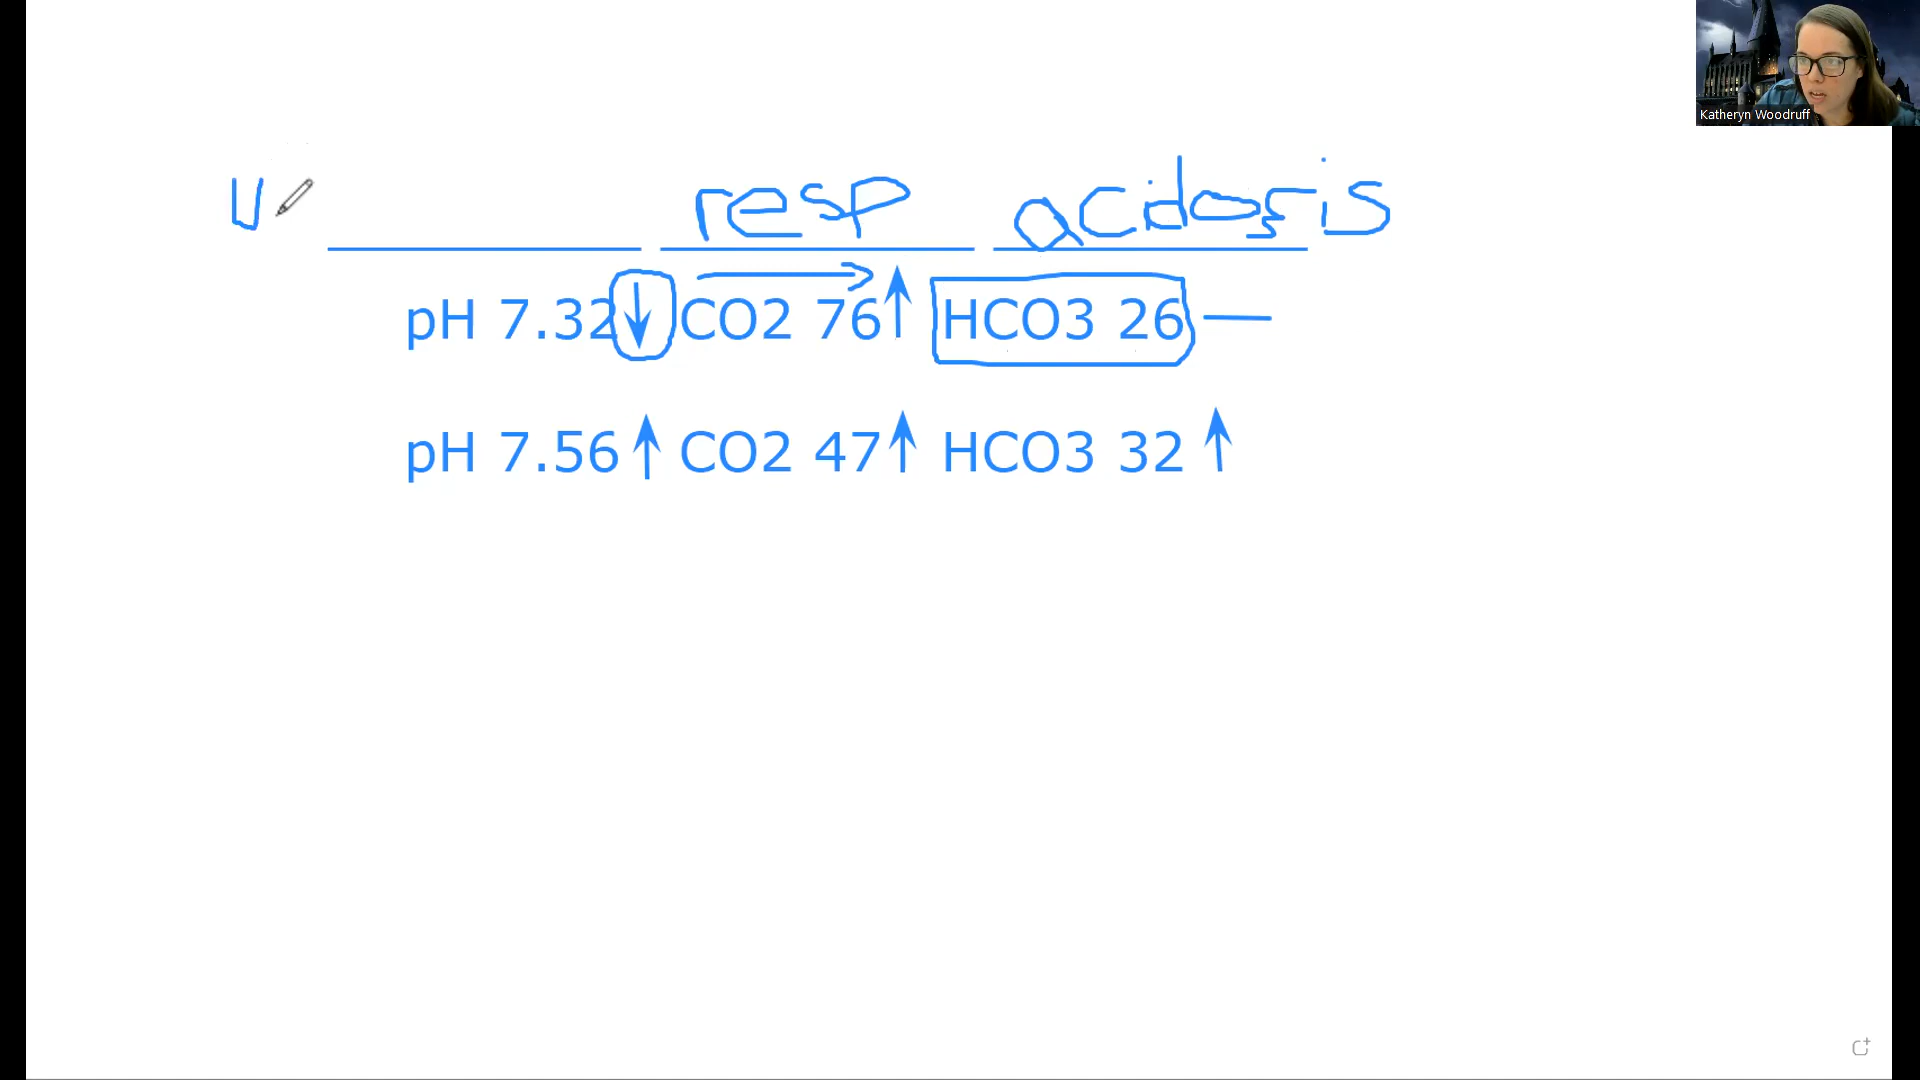 Katheryn Woodruff
U resp acidosis
pH 7.32 ↓ CO2 76 ↑ HCO3 26 —
pH 7.56 ↑ CO2 47 ↑ HCO3 32 ↑